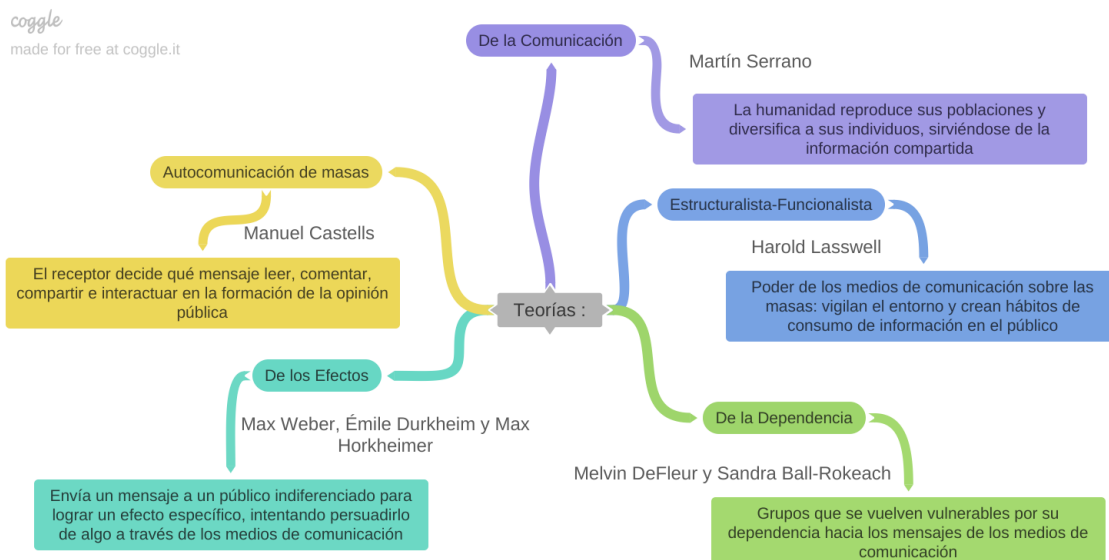 coggle
made for free at coggle.it
De la Comunicación
Martín Serrano
La humanidad reproduce sus poblaciones y
diversifica a sus individuos, sirviéndose de la
información compartida
Autocomunicación de masas
Manuel Castells
El receptor decide qué mensaje leer, comentar,
compartir e interactuar en la formación de la opinión
pública
Estructuralista-Funcionalista
Harold Lasswell
Poder de los medios de comunicación sobre las
masas: vigilan el entorno y crean hábitos de
consumo de información en el público
Teorías :
De los Efectos
Max Weber, Émile Durkheim y Max
Horkheimer
Envía un mensaje a un público indiferenciado para
lograr un efecto específico, intentando persuadirlo
de algo a través de los medios de comunicación
De la Dependencia
Melvin DeFleur y Sandra Ball-Rokeach
Grupos que se vuelven vulnerables por su
dependencia hacia los mensajes de los medios de
comunicación